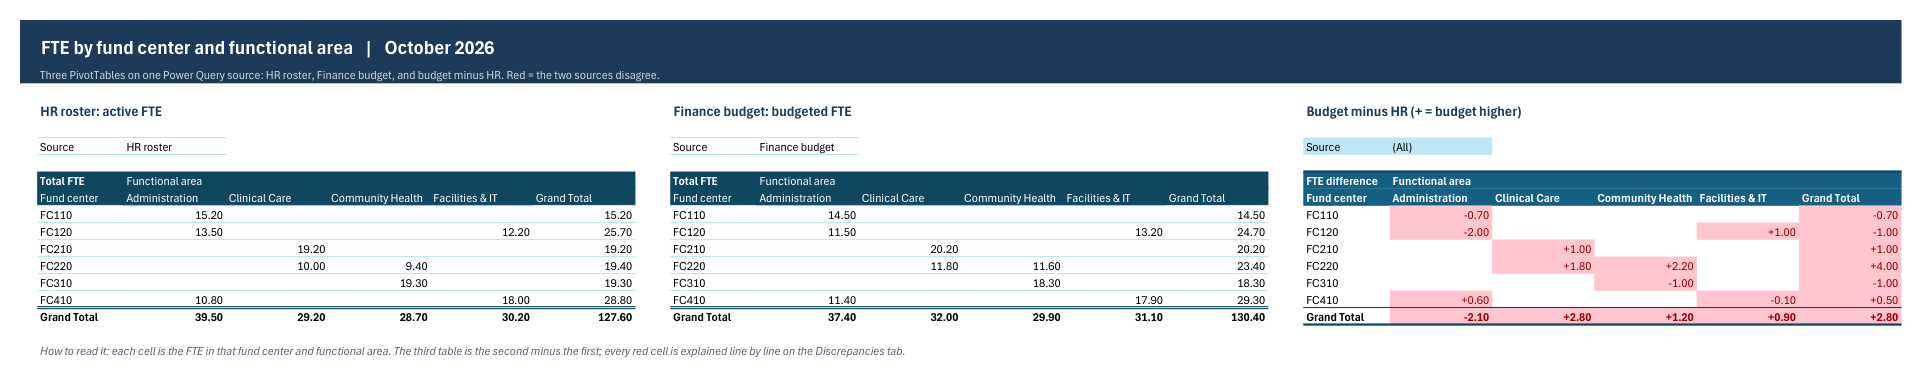 FTE by fund center and functional area | October 2026
Three PivotTables on one Power Query source: HR roster, Finance budget, and budget minus HR. Red = the two sources disagree.
HR roster: active FTE
Source HR roster
Total FTE Functional area
Fund center Administration Clinical Care Community Health Facilities & IT Grand Total
FC110 15.20 15.20
FC120 13.50 12.20 25.70
FC210 19.20 19.20
FC220 10.00 9.40 19.40
FC310 19.30 19.30
FC410 10.80 18.00 28.80
Grand Total 39.50 29.20 28.70 30.20 127.60
Finance budget: budgeted FTE
Source Finance budget
Total FTE Functional area
Fund center Administration Clinical Care Community Health Facilities & IT Grand Total
FC110 14.50 14.50
FC120 11.50 13.20 24.70
FC210 20.20 20.20
FC220 11.80 11.60 23.40
FC310 18.30 18.30
FC410 11.40 17.90 29.30
Grand Total 37.40 32.00 29.90 31.10 130.40
Budget minus HR (+ = budget higher)
Source (All)
FTE difference Functional area
Fund center Administration Clinical Care Community Health Facilities & IT Grand Total
FC110 -0.70 -0.70
FC120 -2.00 +1.00 -1.00
FC210 +1.00 +1.00
FC220 +1.80 +2.20 +4.00
FC310 -1.00 -1.00
FC410 +0.60 -0.10 +0.50
Grand Total -2.10 +2.80 +1.20 +0.90 +2.80
How to read it: each cell is the FTE in that fund center and functional area. The third table is the second minus the first; every red cell is explained line by line on the Discrepancies tab.